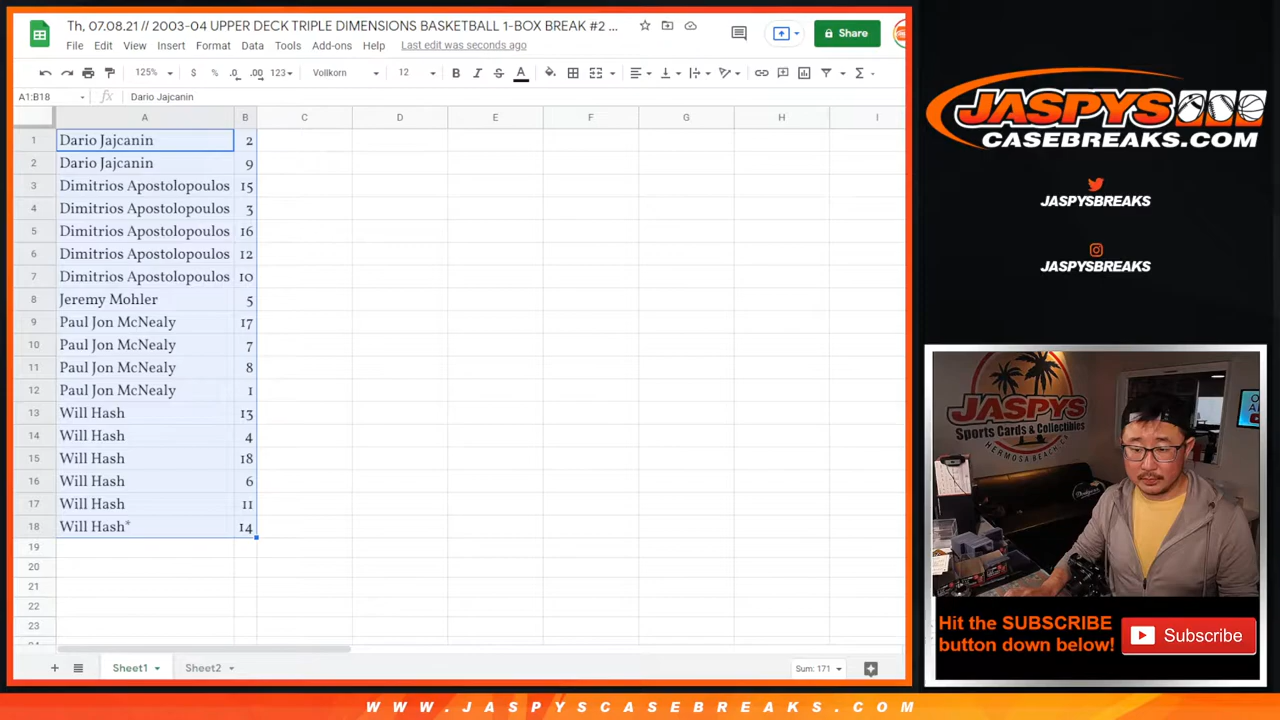 Th, 07.08.21 // 2003-04 UPPER DECK TRIPLE DIMENSIONS BASKETBALL 1-BOX BREAK #2 ...
File Edit View Insert Format Data Tools Add-ons Help Last edit was seconds ago
Share
125% $ % .0 .00 123 Vollkorn 12 B I S A
A1:B18 fx Dario Jajcanin
A B C D E F G H I
1 Dario Jajcanin 2
2 Dario Jajcanin 9
3 Dimitrios Apostolopoulos 15
4 Dimitrios Apostolopoulos 3
5 Dimitrios Apostolopoulos 16
6 Dimitrios Apostolopoulos 12
7 Dimitrios Apostolopoulos 10
8 Jeremy Mohler 5
9 Paul Jon McNealy 17
10 Paul Jon McNealy 7
11 Paul Jon McNealy 8
12 Paul Jon McNealy 1
13 Will Hash 13
14 Will Hash 4
15 Will Hash 18
16 Will Hash 6
17 Will Hash 11
18 Will Hash* 14
19
20
21
22
23
Sheet1 Sheet2 Sum: 171
JASPYS
CASEBREAKS.COM
JASPYSBREAKS
JASPYSBREAKS
JASPYS
Sports Cards & Collectibles
HERMOSA BEACH, CA
Hit the SUBSCRIBE
button down below!
Subscribe
WWW.JASPYSCASEBREAKS.COM